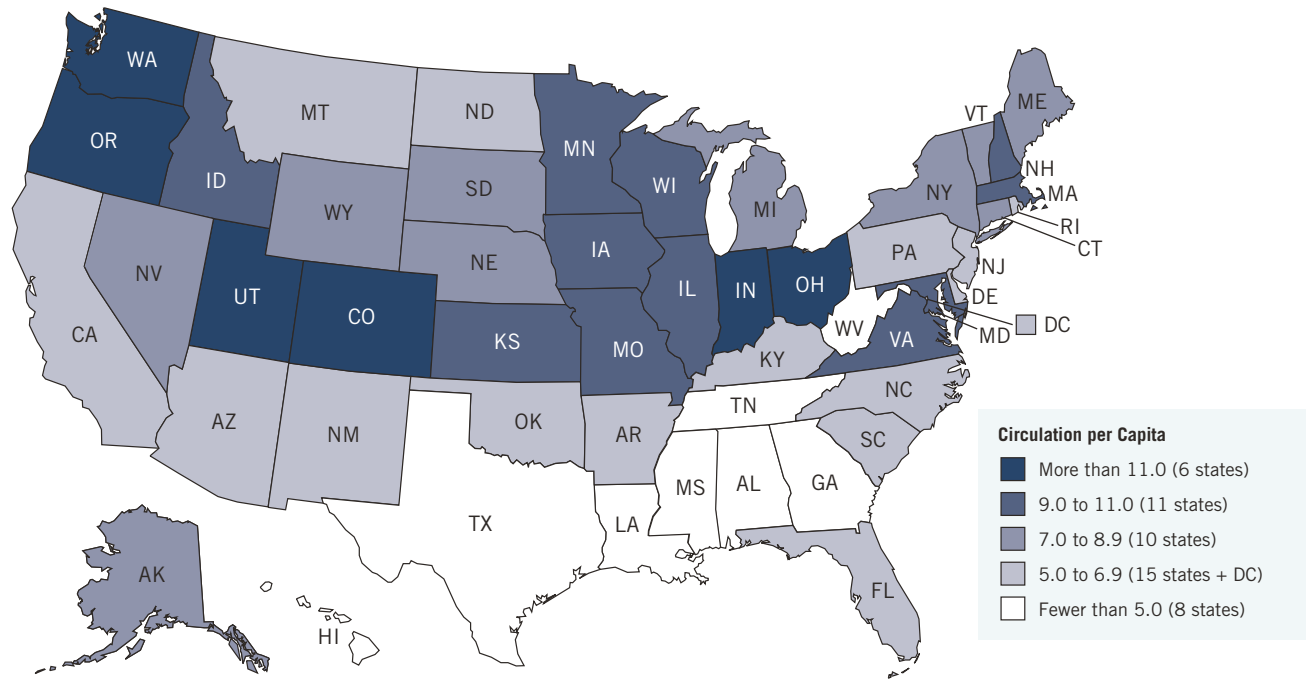 WA
OR
ID
MT
ND
MN
WI
MI
VT
ME
NH
NY
MA
RI
CT
WY
SD
NE
IA
IL
IN
OH
PA
NJ
DE
DC
MD
NV
UT
CO
KS
MO
KY
WV
VA
CA
AZ
NM
OK
AR
TN
NC
SC
TX
LA
MS
AL
GA
FL
AK
HI
Circulation per Capita
More than 11.0 (6 states)
9.0 to 11.0 (11 states)
7.0 to 8.9 (10 states)
5.0 to 6.9 (15 states + DC)
Fewer than 5.0 (8 states)